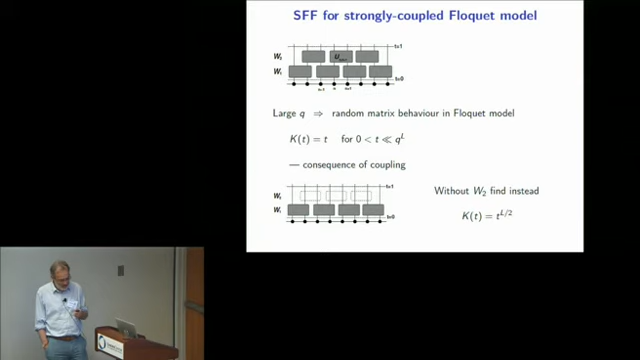 SFF for strongly-coupled Floquet model
t=1
W₂
W₁
t=0
Large q ⇒ random matrix behaviour in Floquet model
K(t) = t for 0 < t ≪ q^L
— consequence of coupling
t=1
W₂
W₁
t=0
Without W₂ find instead
K(t) = t^{L/2}